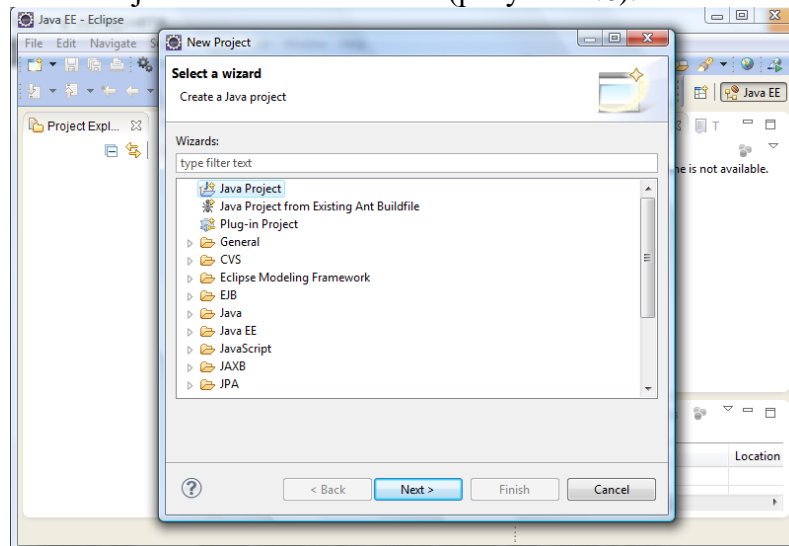 Java EE - Eclipse
File Edit Navigate
New Project
Select a wizard
Create a Java project
Java EE
Project Expl...
T
ne is not available.
Wizards:
type filter text
Java Project
Java Project from Existing Ant Buildfile
Plug-in Project
General
CVS
Eclipse Modeling Framework
EJB
Java
Java EE
JavaScript
JAXB
JPA
Location
< Back Next > Finish Cancel